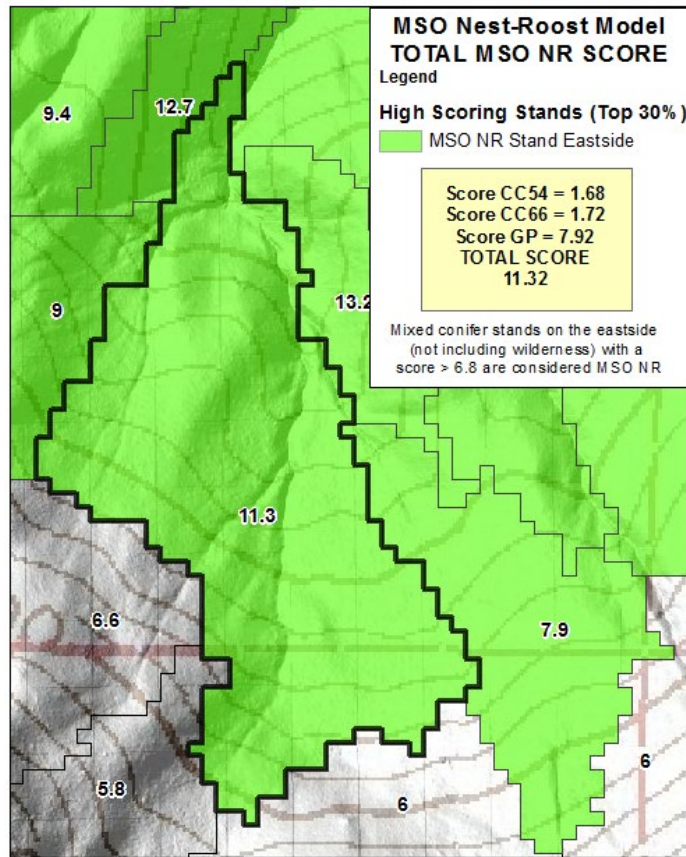 MSO Nest-Roost Model
TOTAL MSO NR SCORE
Legend
High Scoring Stands (Top 30%)
MSO NR Stand Eastside
Score CC54 = 1.68
Score CC66 = 1.72
Score GP = 7.92
TOTAL SCORE
11.32
Mixed conifer stands on the eastside
(not including wilderness) with a
score > 6.8 are considered MSO NR
9.4
12.7
13.2
9
11.3
6.6
7.9
5.8
6
6